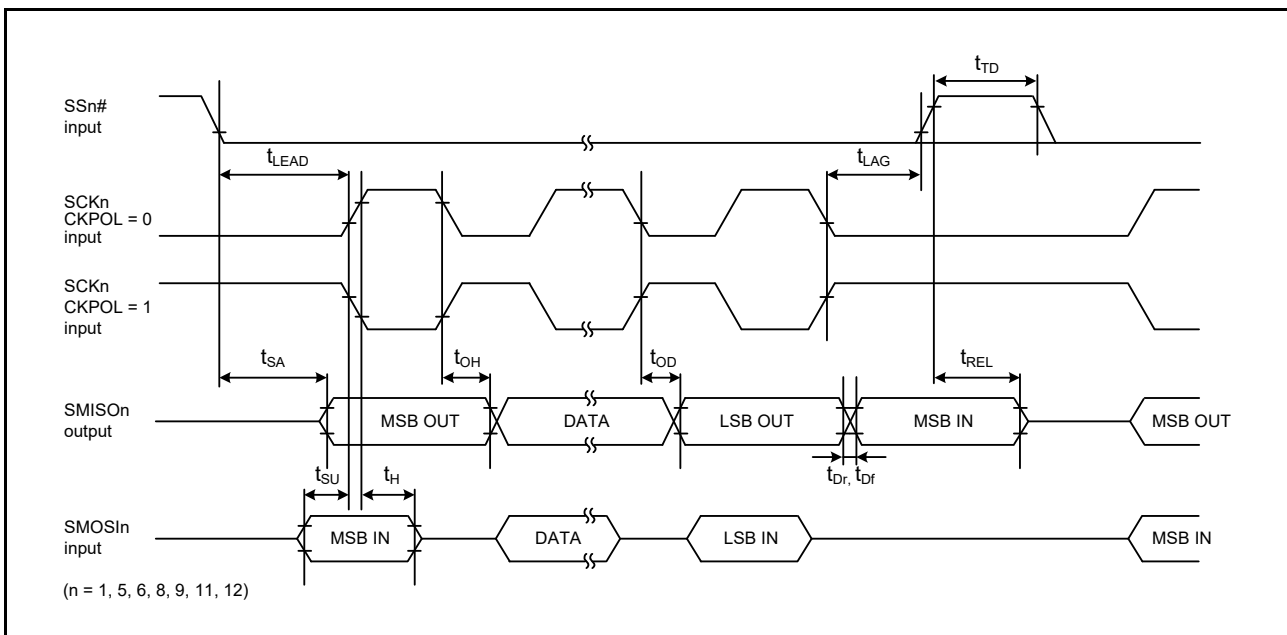 tTD
SSn#
input
tLEAD
tLAG
SCKn
CKPOL = 0
input
SCKn
CKPOL = 1
input
tSA
tOH
tOD
tREL
SMISOn
output
MSB OUT
DATA
LSB OUT
MSB IN
MSB OUT
tSU
tH
tDr, tDf
SMOSIn
input
MSB IN
DATA
LSB IN
MSB IN
(n = 1, 5, 6, 8, 9, 11, 12)